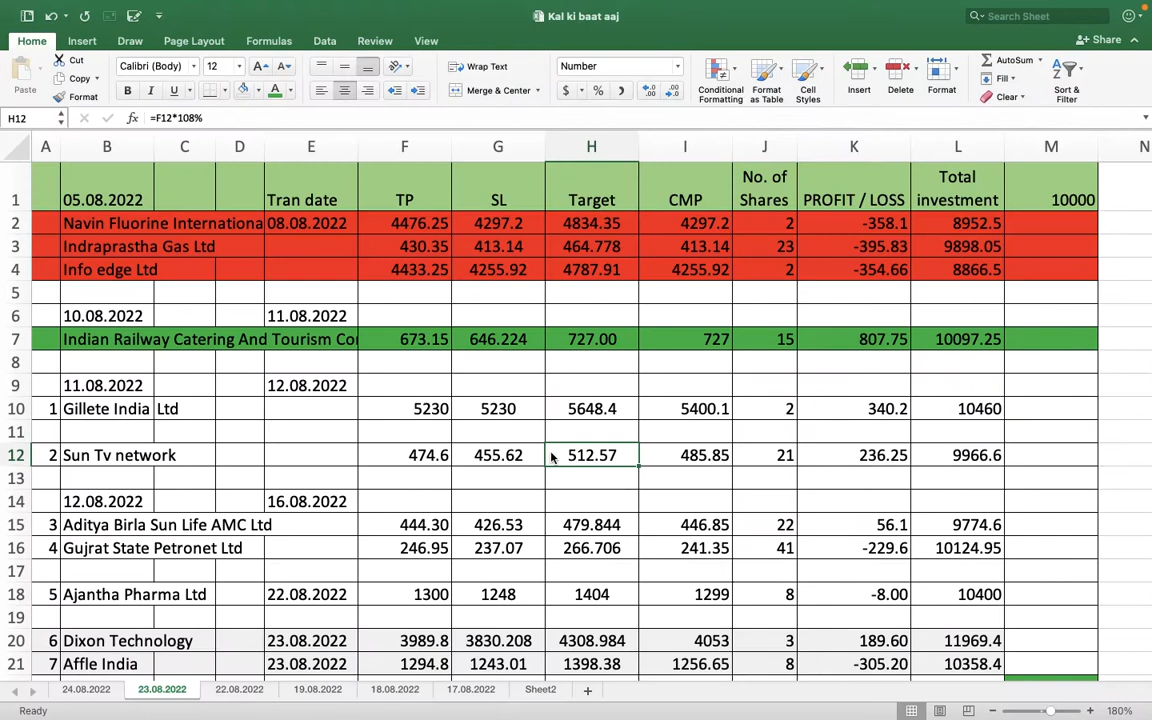 Kal ki baat aaj
Search Sheet
Home Insert Draw Page Layout Formulas Data Review View
Share
Paste
Cut
Copy
Format
Calibri (Body) 12
B I U
Wrap Text
Merge & Center
Number
Conditional Formatting
Format as Table
Cell Styles
Insert
Delete
Format
AutoSum
Fill
Clear
Sort & Filter
H12 fx =F12*108%
A B C D E F G H I J K L M N
1 05.08.2022 Tran date TP SL Target CMP No. of Shares PROFIT / LOSS Total investment 10000
2 Navin Fluorine Internationa 08.08.2022 4476.25 4297.2 4834.35 4297.2 2 -358.1 8952.5
3 Indraprastha Gas Ltd 430.35 413.14 464.778 413.14 23 -395.83 9898.05
4 Info edge Ltd 4433.25 4255.92 4787.91 4255.92 2 -354.66 8866.5
5
6 10.08.2022 11.08.2022
7 Indian Railway Catering And Tourism Co 673.15 646.224 727.00 727 15 807.75 10097.25
8
9 11.08.2022 12.08.2022
10 1 Gillete India Ltd 5230 5230 5648.4 5400.1 2 340.2 10460
11
12 2 Sun Tv network 474.6 455.62 512.57 485.85 21 236.25 9966.6
13
14 12.08.2022 16.08.2022
15 3 Aditya Birla Sun Life AMC Ltd 444.30 426.53 479.844 446.85 22 56.1 9774.6
16 4 Gujrat State Petronet Ltd 246.95 237.07 266.706 241.35 41 -229.6 10124.95
17
18 5 Ajantha Pharma Ltd 22.08.2022 1300 1248 1404 1299 8 -8.00 10400
19
20 6 Dixon Technology 23.08.2022 3989.8 3830.208 4308.984 4053 3 189.60 11969.4
21 7 Affle India 23.08.2022 1294.8 1243.01 1398.38 1256.65 8 -305.20 10358.4
24.08.2022 23.08.2022 22.08.2022 19.08.2022 18.08.2022 17.08.2022 Sheet2 +
Ready 180%